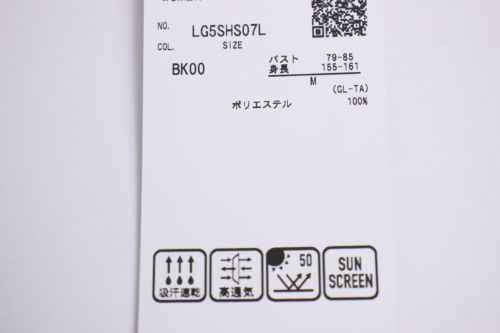 NO. LG5SHS07L
COL. SIZE
BK00 バスト 79-85
身長 155-161
M
(GL-TA)
ポリエステル 100%
吸汗速乾 高通気 50 SUN SCREEN